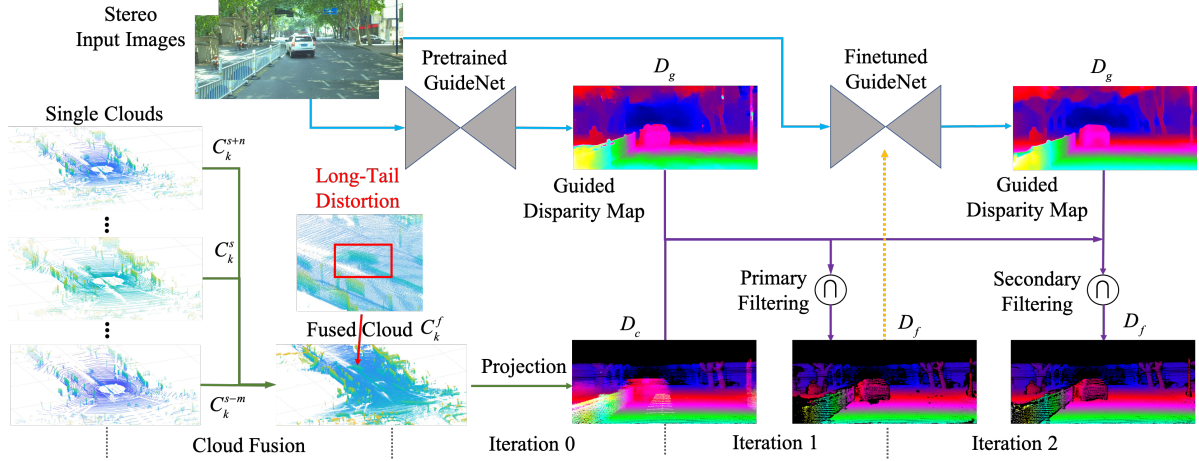 Stereo
Input Images
Pretrained
GuideNet
D_g
Finetuned
GuideNet
D_g
Single Clouds
C_k^{s+n}
Long-Tail
Distortion
Guided
Disparity Map
Guided
Disparity Map
C_k^s
Primary
Filtering
∩
Secondary
Filtering
∩
Fused Cloud C_k^f
D_c
D_f
D_f
Projection
C_k^{s-m}
Cloud Fusion
Iteration 0
Iteration 1
Iteration 2